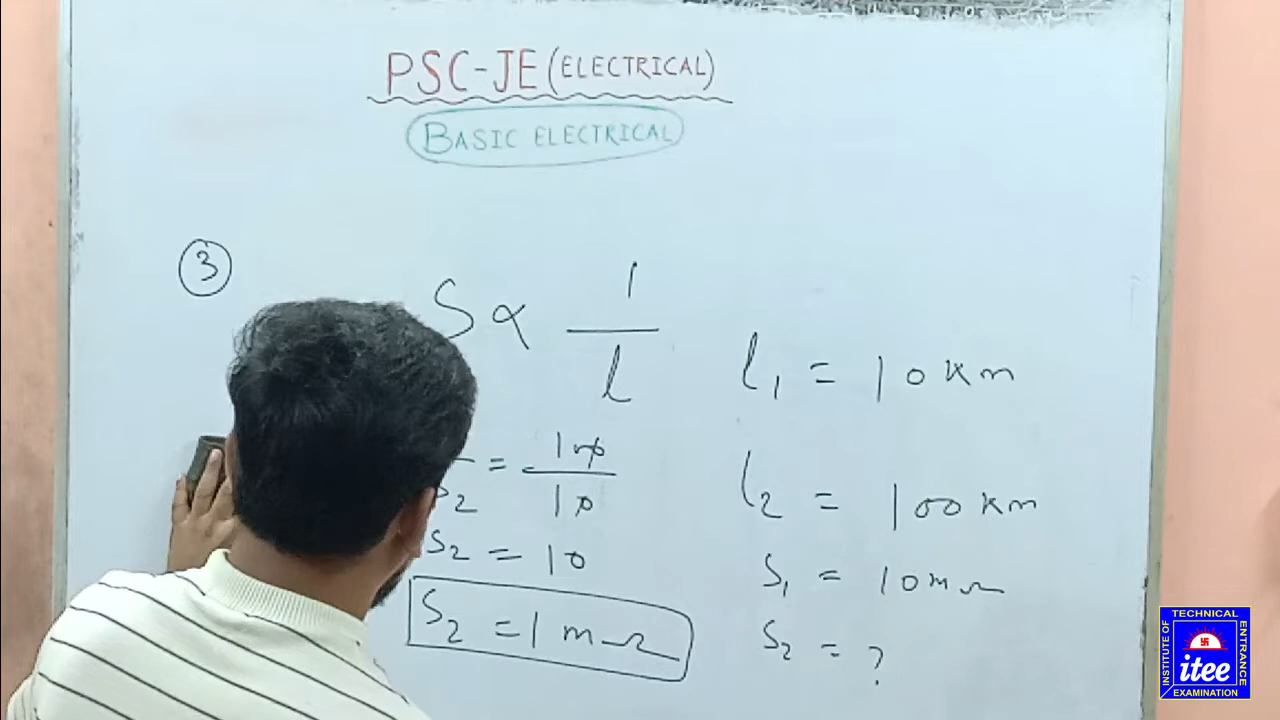 PSC-JE (ELECTRICAL)
BASIC ELECTRICAL
3
S ∝ 1/l
l₁ = 10 km
= 100/10
S₂
l₂ = 100 km
S₂ = 10
S₁ = 10 mΩ
S₂ = 1 mΩ
S₂ = ?
INSTITUTE OF
TECHNICAL
ENTRANCE
EXAMINATION
itee